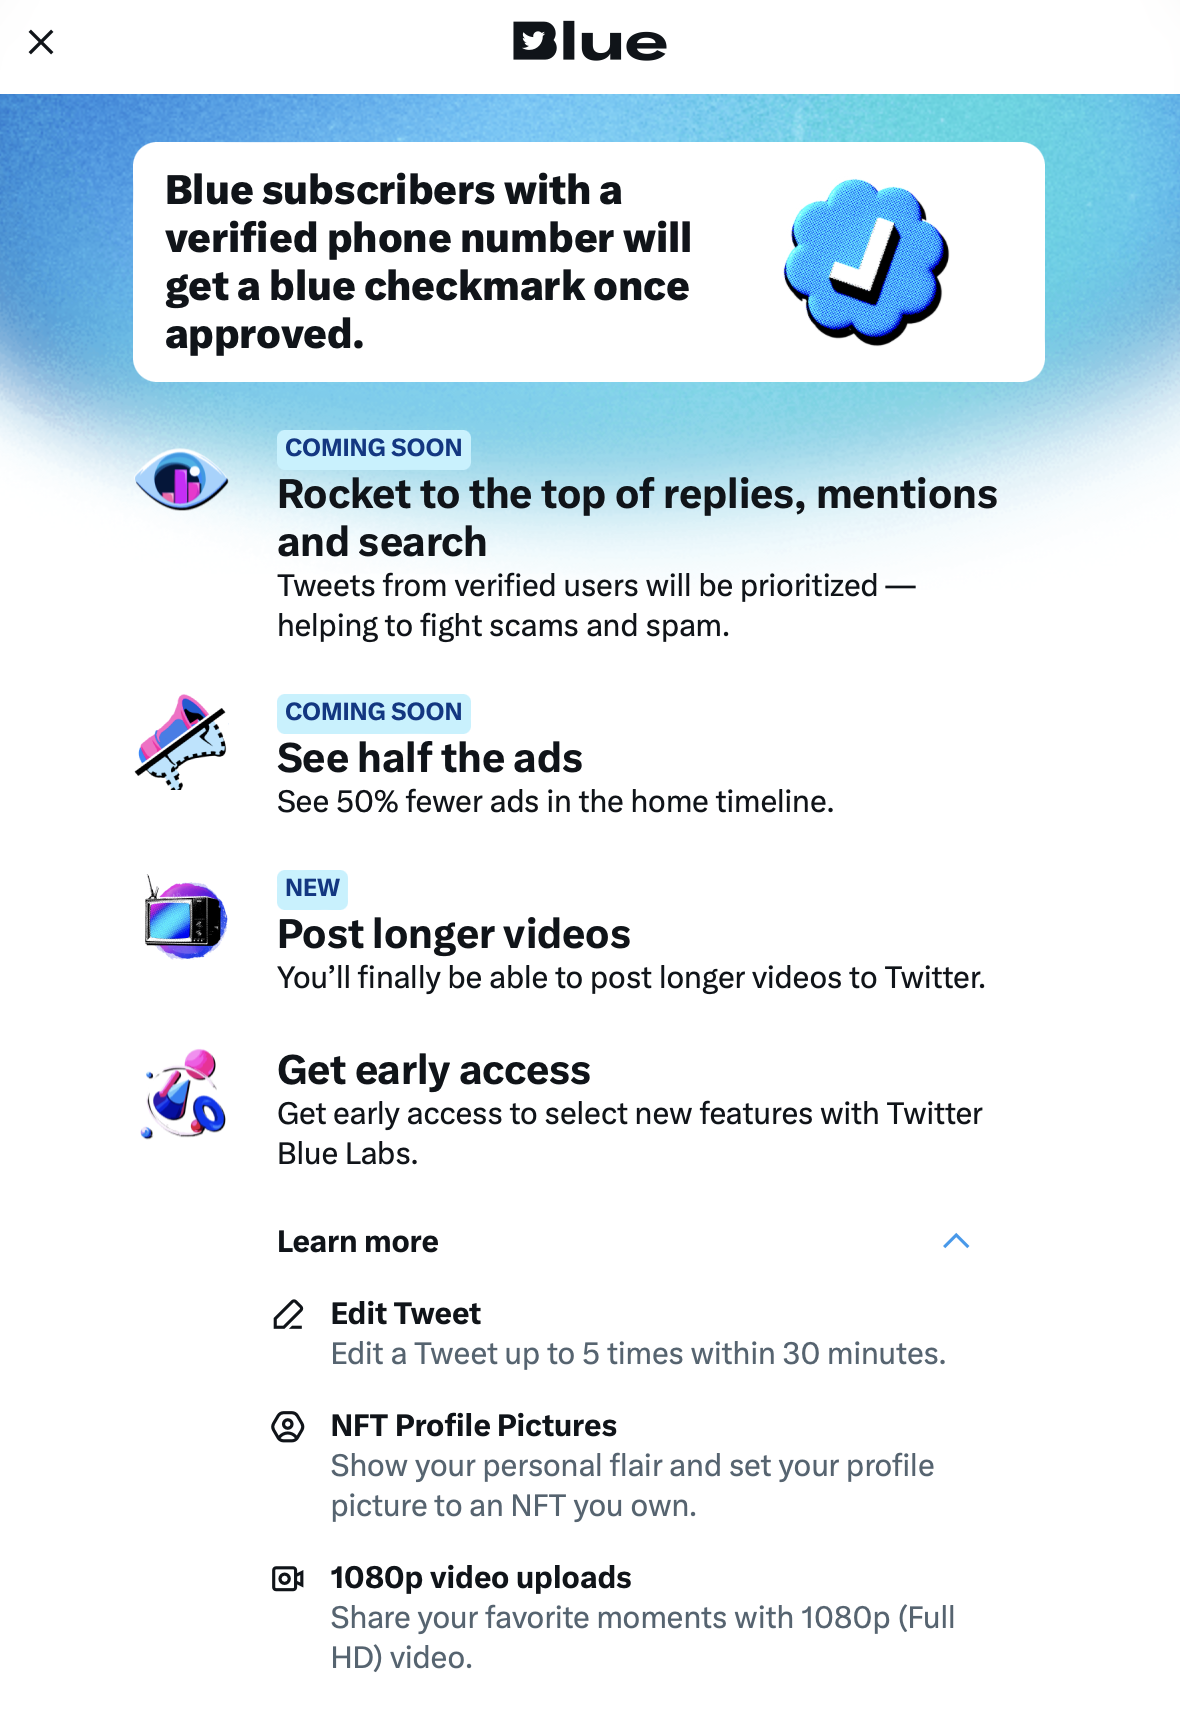 Blue
Blue subscribers with a
verified phone number will
get a blue checkmark once
approved.
COMING SOON
Rocket to the top of replies, mentions
and search
Tweets from verified users will be prioritized —
helping to fight scams and spam.
COMING SOON
See half the ads
See 50% fewer ads in the home timeline.
NEW
Post longer videos
You’ll finally be able to post longer videos to Twitter.
Get early access
Get early access to select new features with Twitter
Blue Labs.
Learn more
Edit Tweet
Edit a Tweet up to 5 times within 30 minutes.
NFT Profile Pictures
Show your personal flair and set your profile
picture to an NFT you own.
1080p video uploads
Share your favorite moments with 1080p (Full
HD) video.